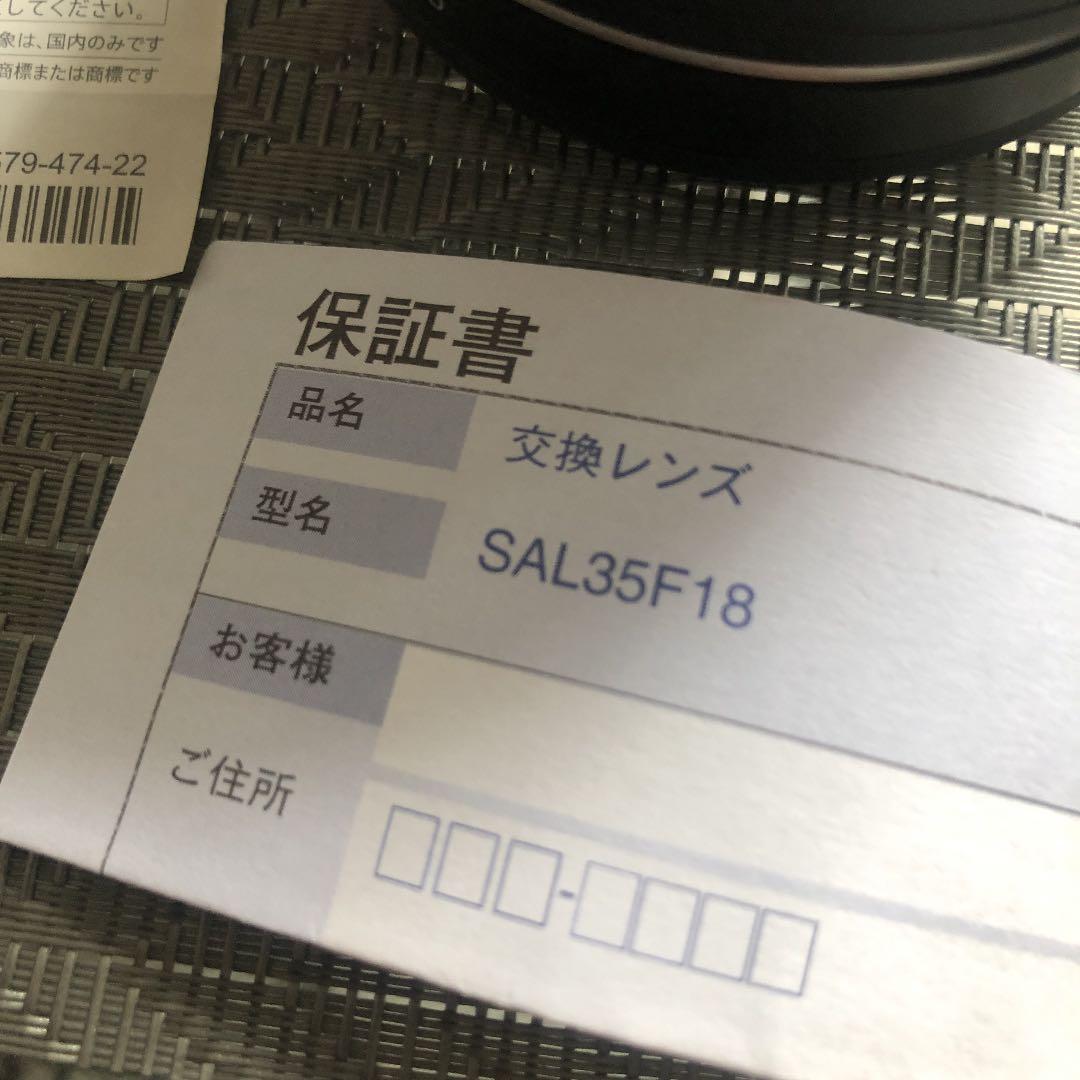 してください。
象は、国内のみです
商標または商標です
579-474-22
保証書
品名
交換レンズ
型名
SAL35F18
お客様
ご住所